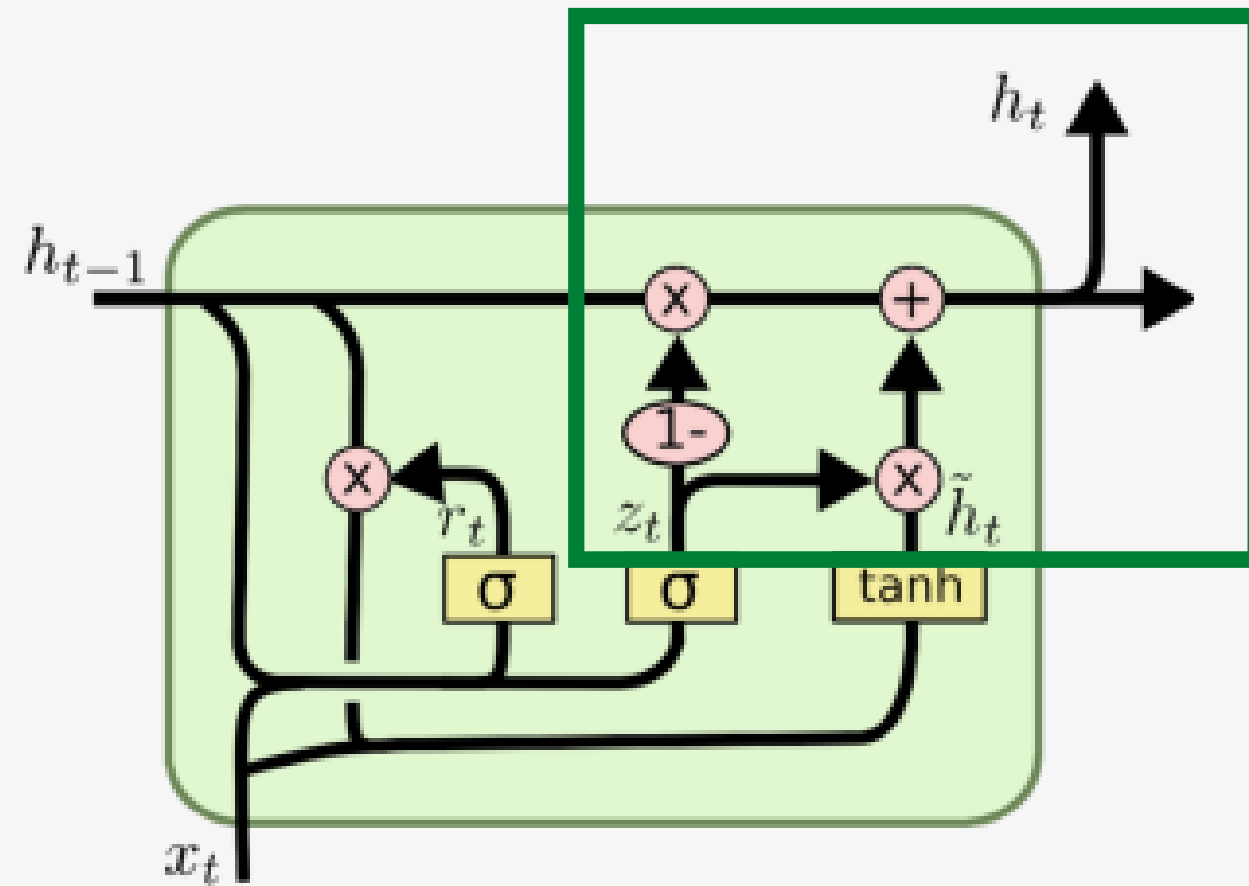 h_t
h_{t−1}
x +
1-
x x
r_t z_t h̃_t
σ σ tanh
x_t